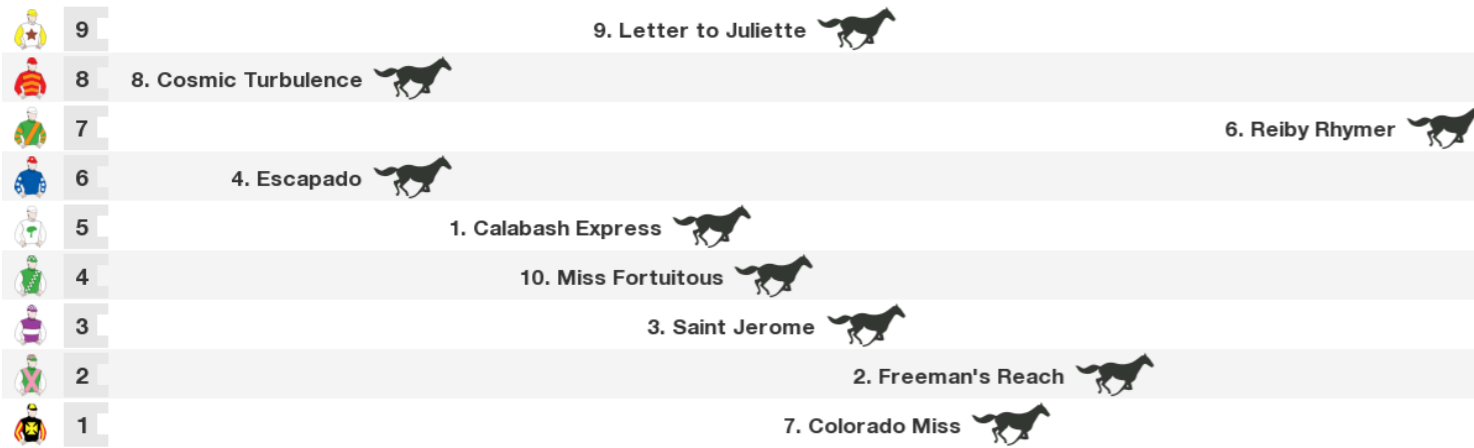 9 9. Letter to Juliette
8 8. Cosmic Turbulence
7 6. Reiby Rhymer
6 4. Escapado
5 1. Calabash Express
4 10. Miss Fortuitous
3 3. Saint Jerome
2 2. Freeman's Reach
1 7. Colorado Miss